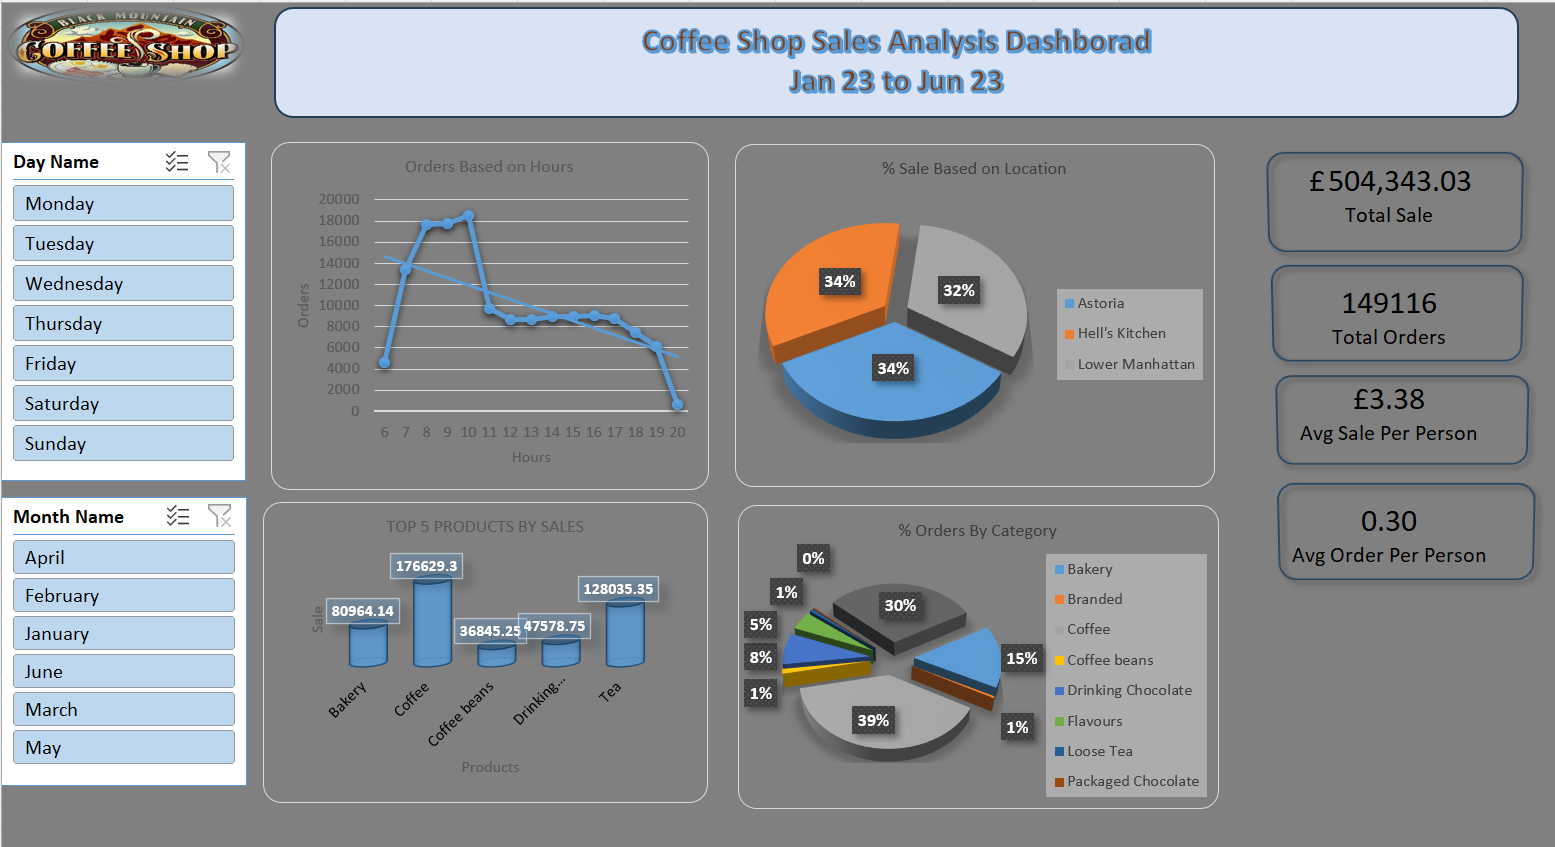 BLACK MOUNTAIN
COFFEE SHOP
Coffee Shop Sales Analysis Dashborad
Jan 23 to Jun 23
Day Name
Monday
Tuesday
Wednesday
Thursday
Friday
Saturday
Sunday
Month Name
April
February
January
June
March
May
Orders Based on Hours
Orders
20000
18000
16000
14000
12000
10000
8000
6000
4000
2000
0
6 7 8 9 10 11 12 13 14 15 16 17 18 19 20
Hours
% Sale Based on Location
34%
32%
34%
Astoria
Hell's Kitchen
Lower Manhattan
£504,343.03
Total Sale
149116
Total Orders
£3.38
Avg Sale Per Person
0.30
Avg Order Per Person
TOP 5 PRODUCTS BY SALES
Sale
80964.14
176629.3
36845.25
47578.75
128035.35
Bakery
Coffee
Coffee beans
Drinking...
Tea
Products
% Orders By Category
0%
1%
5%
8%
1%
30%
15%
1%
39%
Bakery
Branded
Coffee
Coffee beans
Drinking Chocolate
Flavours
Loose Tea
Packaged Chocolate